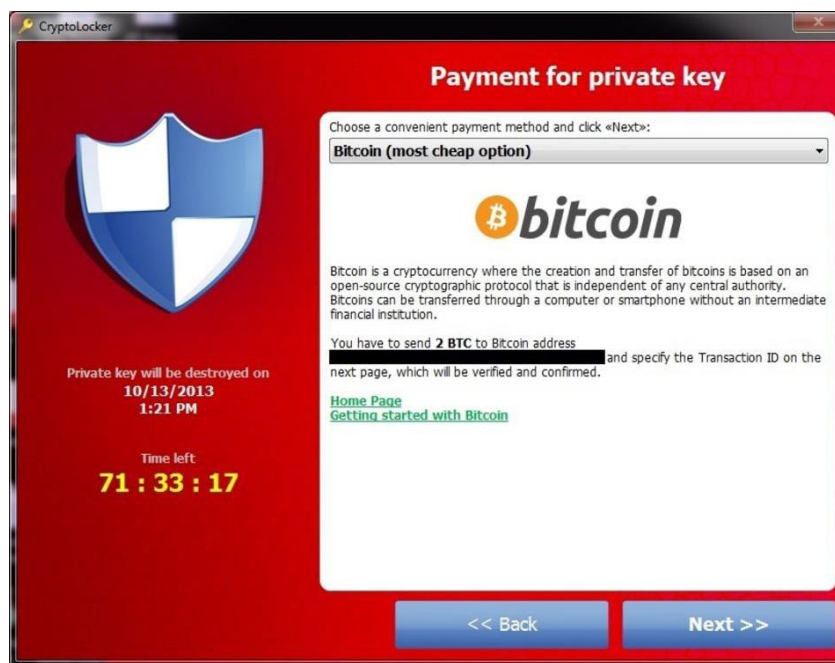 CryptoLocker
Payment for private key
Choose a convenient payment method and click «Next»:
Bitcoin (most cheap option)
bitcoin
Bitcoin is a cryptocurrency where the creation and transfer of bitcoins is based on an
open-source cryptographic protocol that is independent of any central authority.
Bitcoins can be transferred through a computer or smartphone without an intermediate
financial institution.
You have to send 2 BTC to Bitcoin address
and specify the Transaction ID on the
next page, which will be verified and confirmed.
Home Page
Getting started with Bitcoin
Private key will be destroyed on
10/13/2013
1:21 PM
Time left
71 : 33 : 17
<< Back
Next >>